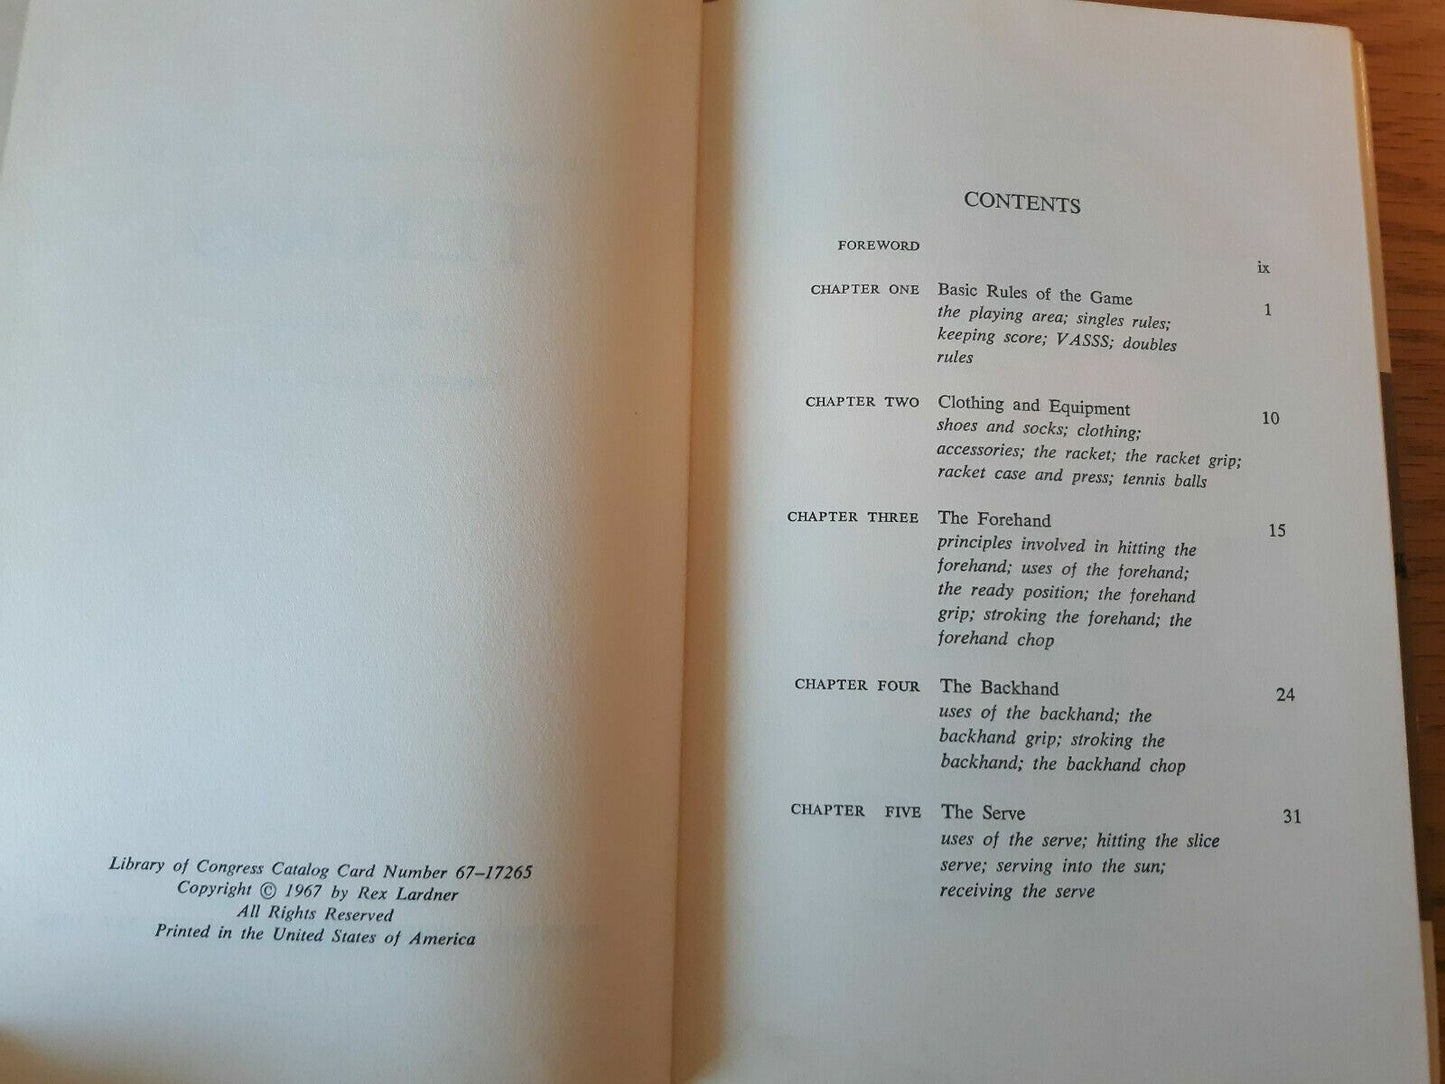 Library of Congress Catalog Card Number 67–17265
Copyright © 1967 by Rex Lardner
All Rights Reserved
Printed in the United States of America
CONTENTS
FOREWORD ix
CHAPTER ONE Basic Rules of the Game 1
the playing area; singles rules;
keeping score; VASSS; doubles
rules
CHAPTER TWO Clothing and Equipment 10
shoes and socks; clothing;
accessories; the racket; the racket grip;
racket case and press; tennis balls
CHAPTER THREE The Forehand 15
principles involved in hitting the
forehand; uses of the forehand;
the ready position; the forehand
grip; stroking the forehand; the
forehand chop
CHAPTER FOUR The Backhand 24
uses of the backhand; the
backhand grip; stroking the
backhand; the backhand chop
CHAPTER FIVE The Serve 31
uses of the serve; hitting the slice
serve; serving into the sun;
receiving the serve